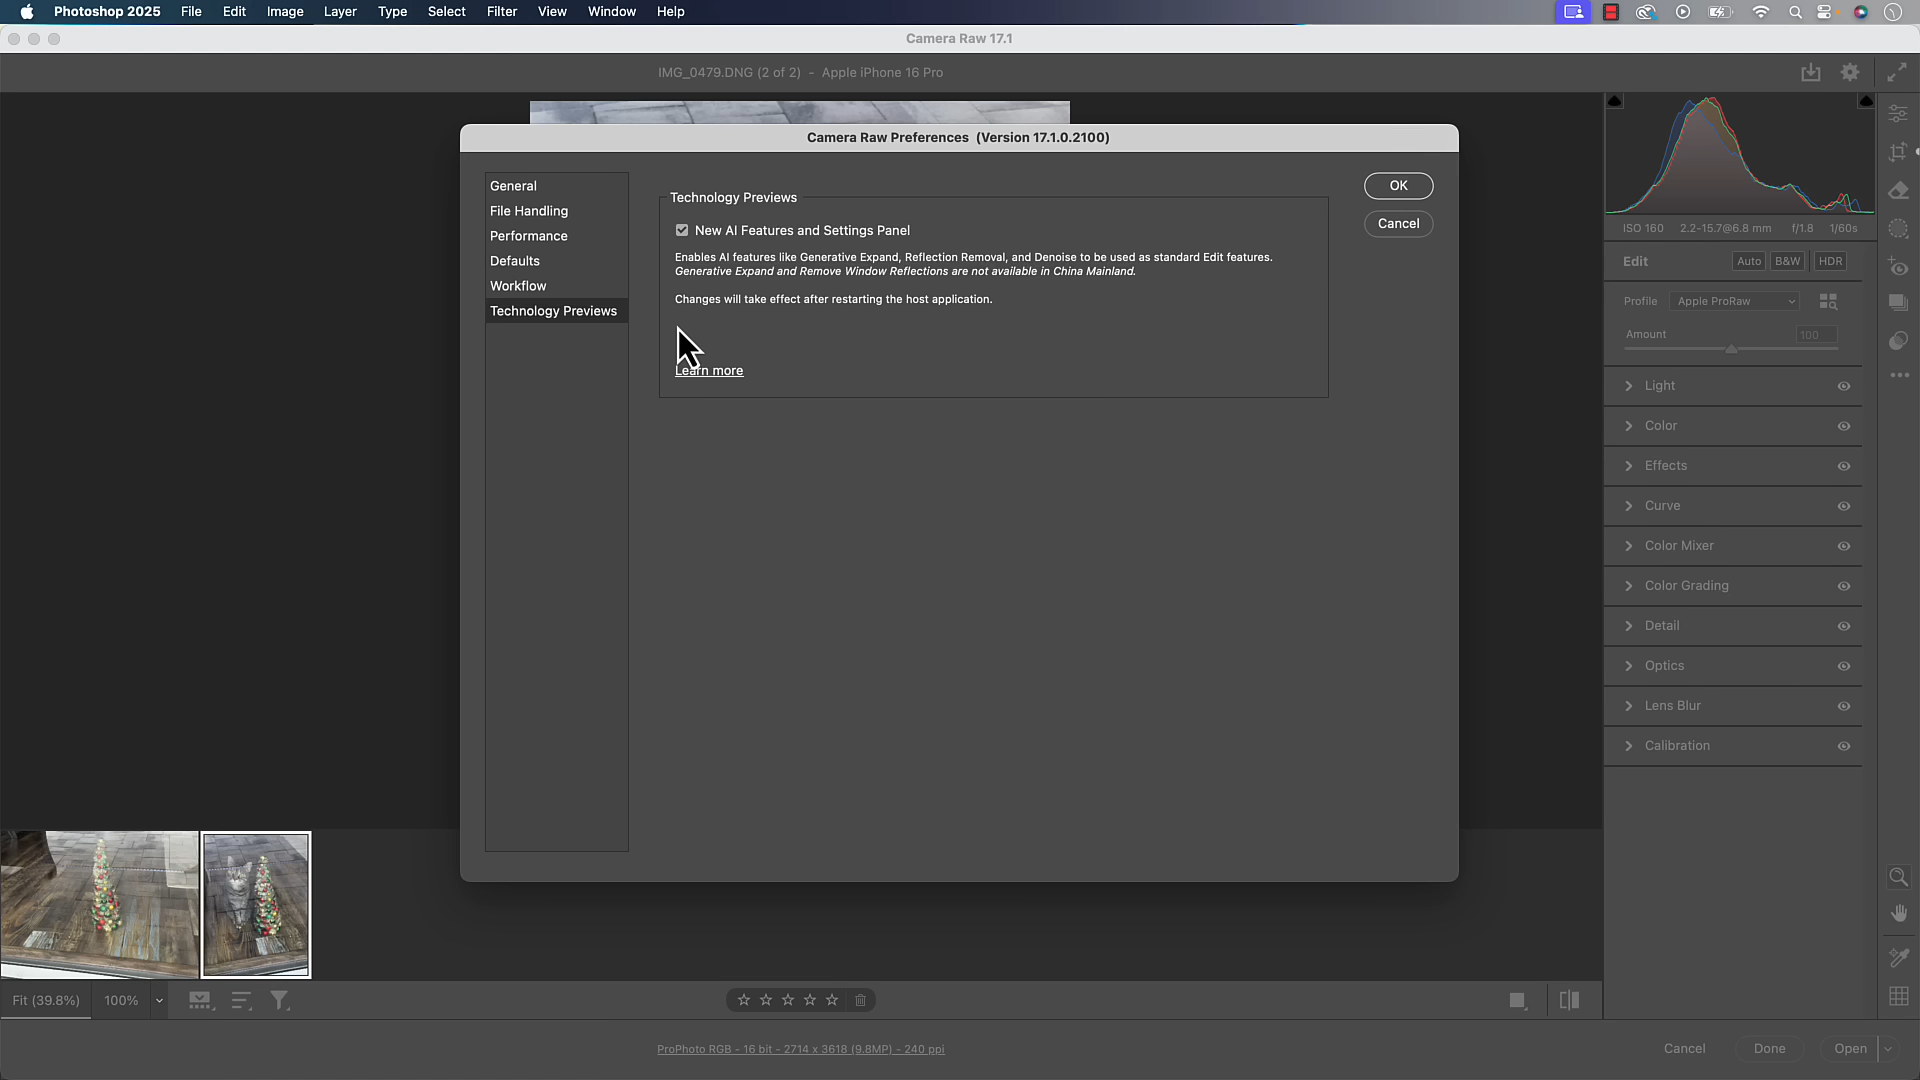 Photoshop 2025 File Edit Image Layer Type Select Filter View Window Help
Camera Raw 17.1
IMG_0479.DNG (2 of 2) - Apple iPhone 16 Pro
Camera Raw Preferences (Version 17.1.0.2100)
General
File Handling
Performance
Defaults
Workflow
Technology Previews
Technology Previews
New AI Features and Settings Panel
Enables AI features like Generative Expand, Reflection Removal, and Denoise to be used as standard Edit features.
Generative Expand and Remove Window Reflections are not available in China Mainland.
Changes will take effect after restarting the host application.
Learn more
OK
Cancel
ISO 160 2.2-15.7@6.8 mm f/1.8 1/60s
Edit Auto B&W HDR
Profile Apple ProRaw
Amount 100
Light
Color
Effects
Curve
Color Mixer
Color Grading
Detail
Optics
Lens Blur
Calibration
Fit (39.8%) 100%
ProPhoto RGB - 16 bit - 2714 x 3618 (9.8MP) - 240 ppi
Cancel Done Open